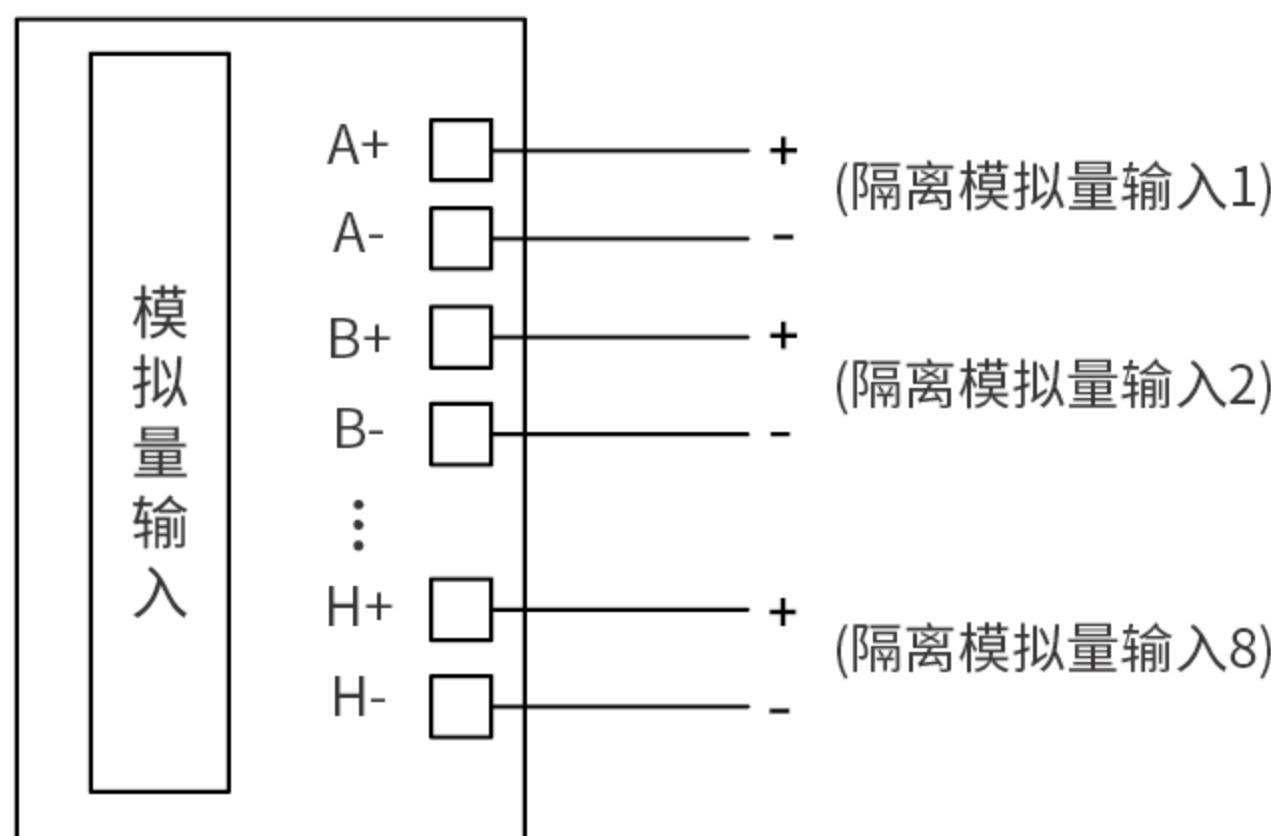 模拟量输入
A+
+
(隔离模拟量输入1)
A-
-
B+
+
(隔离模拟量输入2)
B-
-
⋮
H+
+
(隔离模拟量输入8)
H-
-